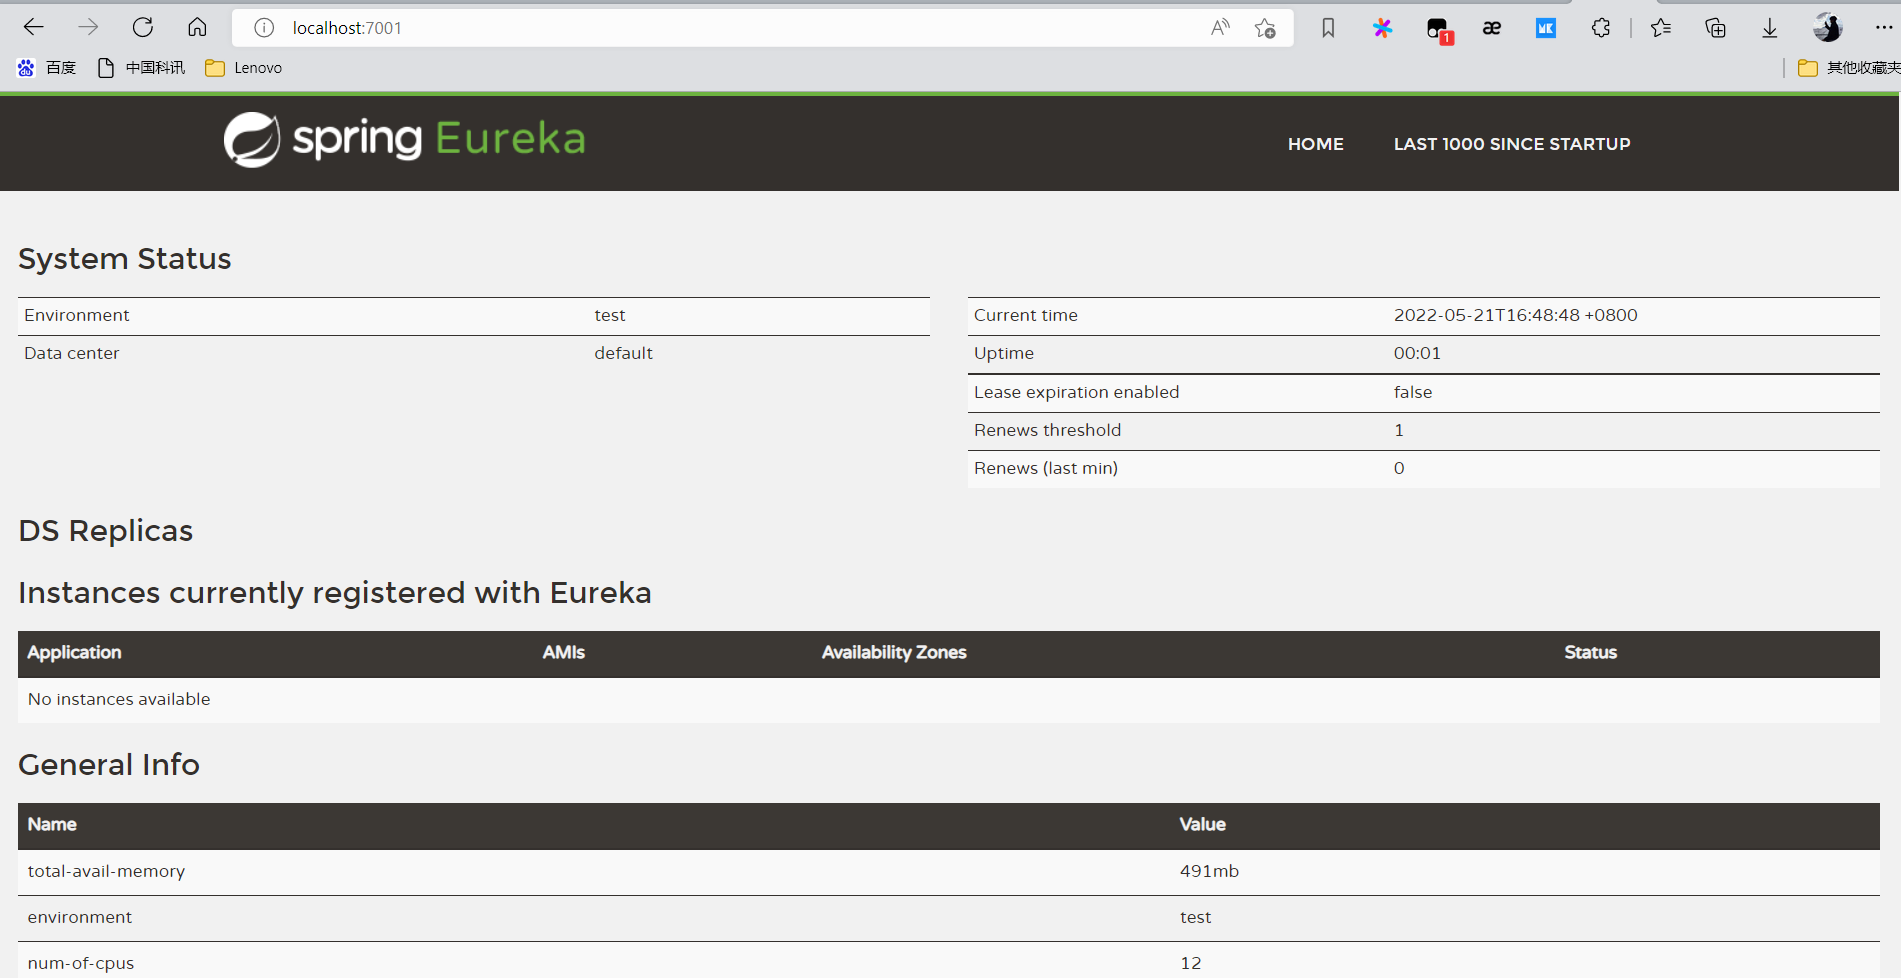 localhost:7001
A
1
æ
MK
百度
中国科讯
Lenovo
其他收藏夹
spring Eureka
HOME
LAST 1000 SINCE STARTUP
System Status
Environment test
Data center default
Current time 2022-05-21T16:48:48 +0800
Uptime 00:01
Lease expiration enabled false
Renews threshold 1
Renews (last min) 0
DS Replicas
Instances currently registered with Eureka
Application AMIs Availability Zones Status
No instances available
General Info
Name Value
total-avail-memory 491mb
environment test
num-of-cpus 12